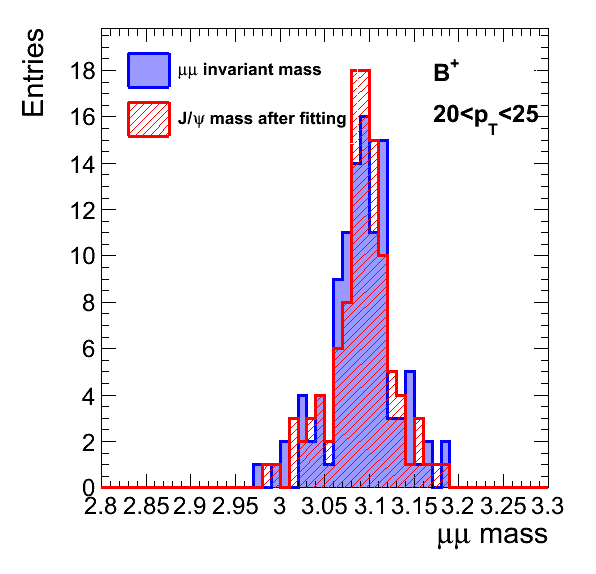 Entries
μμ invariant mass
J/ψ mass after fitting
B⁺
20<p_T<25
18
16
14
12
10
8
6
4
2
0
2.8 2.85 2.9 2.95 3 3.05 3.1 3.15 3.2 3.25 3.3
μμ mass